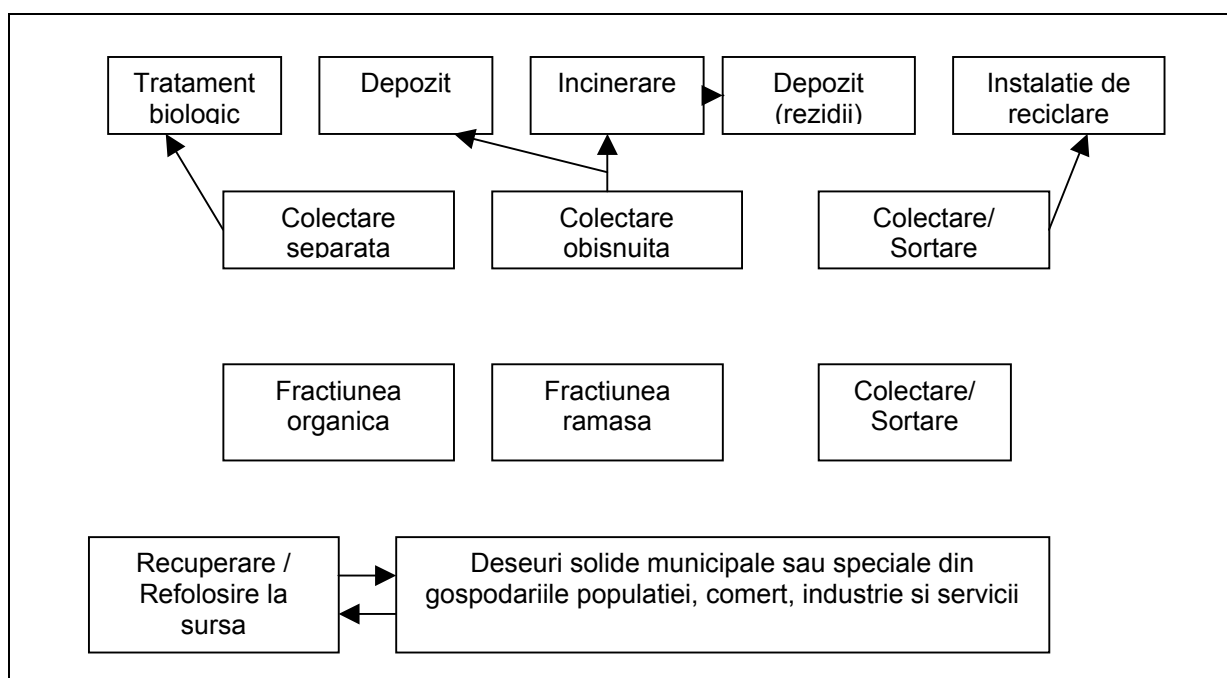 Tratament
biologic
Depozit
Incinerare
Depozit
(rezidii)
Instalatie de
reciclare
Colectare
separata
Colectare
obisnuita
Colectare/
Sortare
Fractiunea
organica
Fractiunea
ramasa
Colectare/
Sortare
Recuperare /
Refolosire la
sursa
Deseuri solide municipale sau speciale din
gospodariile populatiei, comert, industrie si servicii